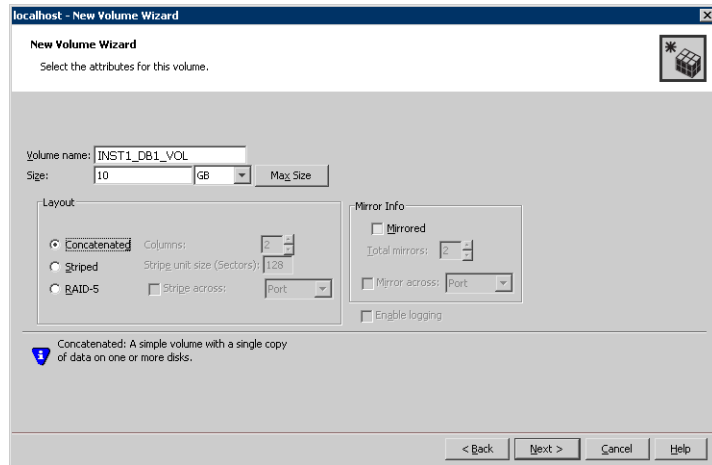 localhost - New Volume Wizard
New Volume Wizard
Select the attributes for this volume.
Volume name: INST1_DB1_VOL
Size: 10 GB Max Size
Layout
Concatenated Columns: 2
Striped Stripe unit size (Sectors): 128
RAID-5 Stripe across: Port
Mirror Info
Mirrored
Total mirrors: 2
Mirror across: Port
Enable logging
Concatenated: A simple volume with a single copy
of data on one or more disks.
< Back Next > Cancel Help